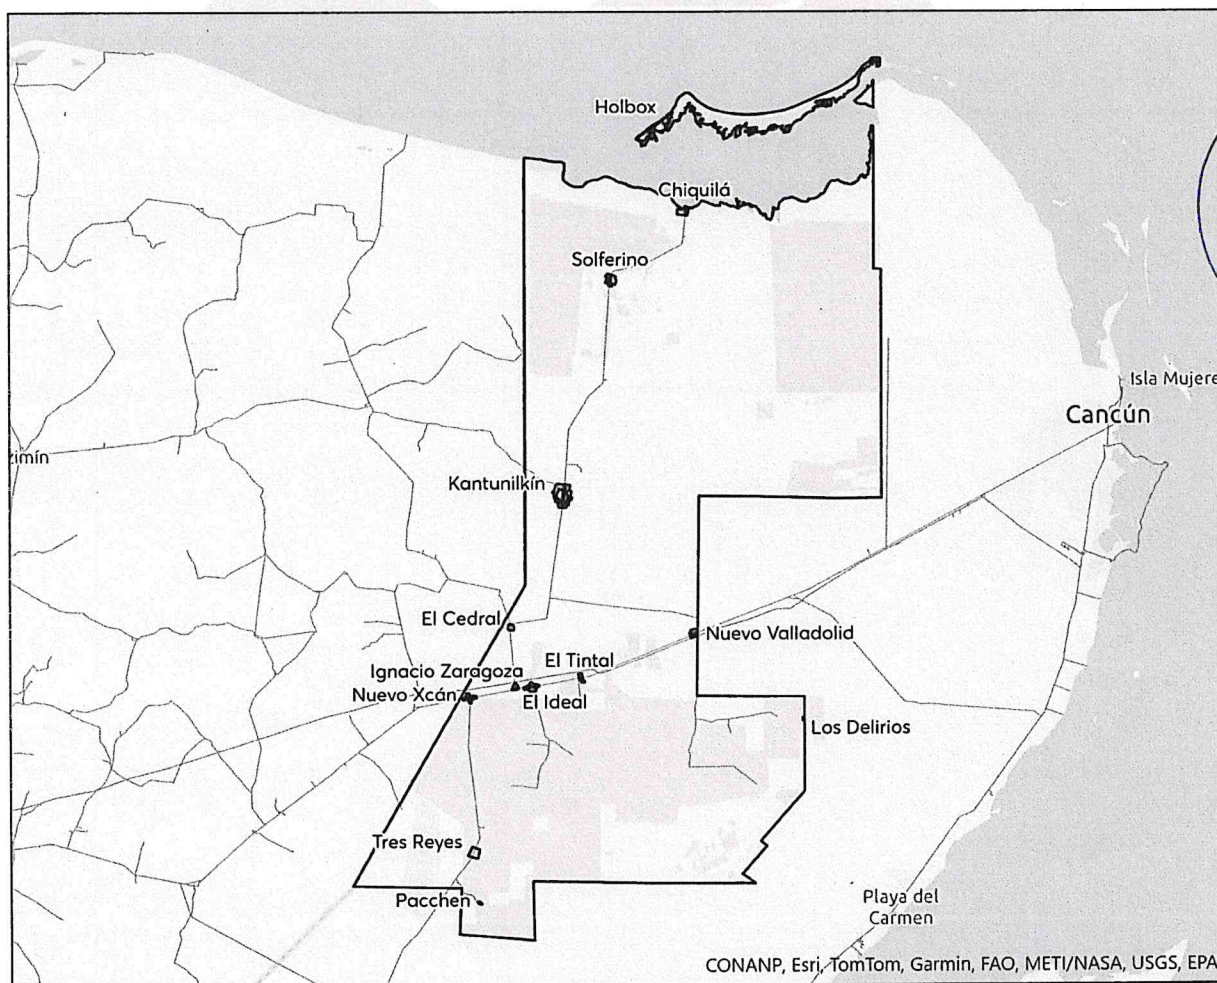 Holbox
Chiquilá
Solferino
Isla Mujere
Cancún
zimín
Kantunilkín
El Cedral
Nuevo Valladolid
El Tintal
Ignacio Zaragoza
Nuevo Xcán
El Ideal
Los Delirios
Tres Reyes
Pacchen
Playa del
Carmen
CONANP, Esri, TomTom, Garmin, FAO, METI/NASA, USGS, EPA